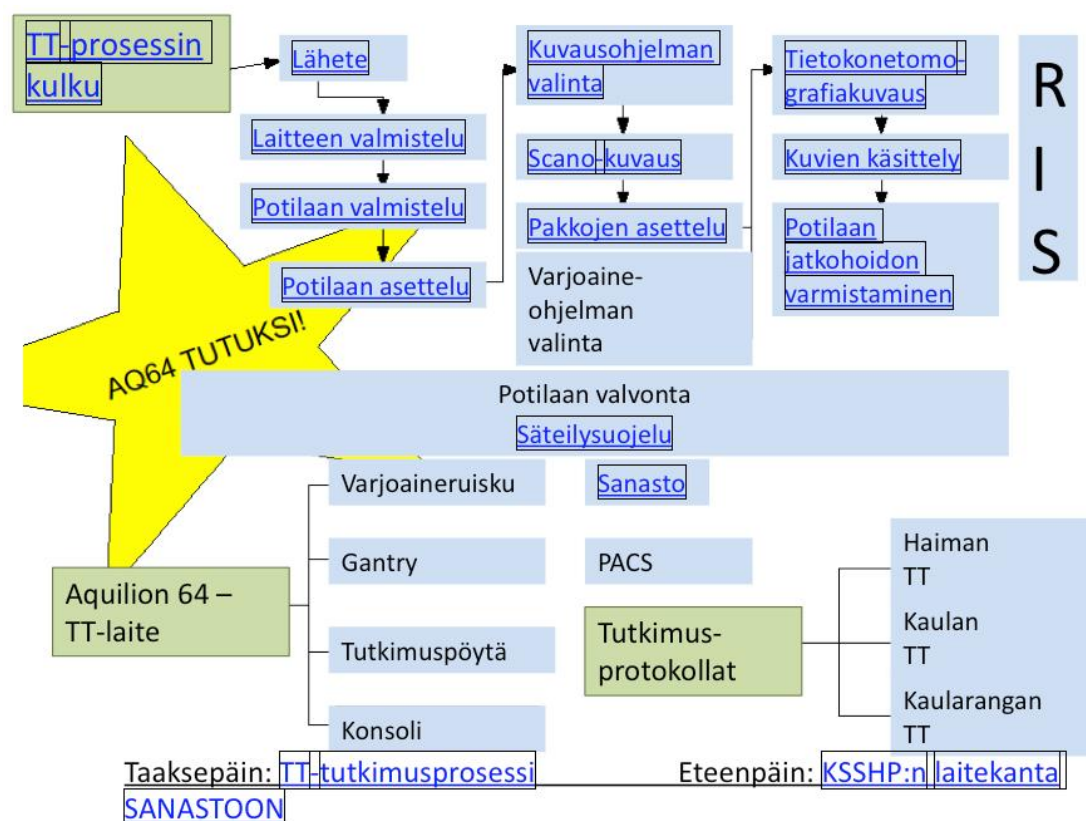 TT-prosessin
kulku
Lähete
Laitteen valmistelu
Potilaan valmistelu
Potilaan asettelu
Kuvausohjelman
valinta
Scano-kuvaus
Pakkojen asettelu
Varjoaine-
ohjelman
valinta
Tietokonetomo-
grafiakuvaus
Kuvien käsittely
Potilaan
jatkohoidon
varmistaminen
R
I
S
AQ64 TUTUKSI!
Potilaan valvonta
Säteilysuojelu
Aquilion 64 –
TT-laite
Varjoaineruisku
Gantry
Tutkimuspöytä
Konsoli
Sanasto
PACS
Tutkimus-
protokollat
Haiman
TT
Kaulan
TT
Kaularangan
TT
Taaksepäin: TT-tutkimusprosessi
Eteenpäin: KSSHP:n laitekanta
SANASTOON